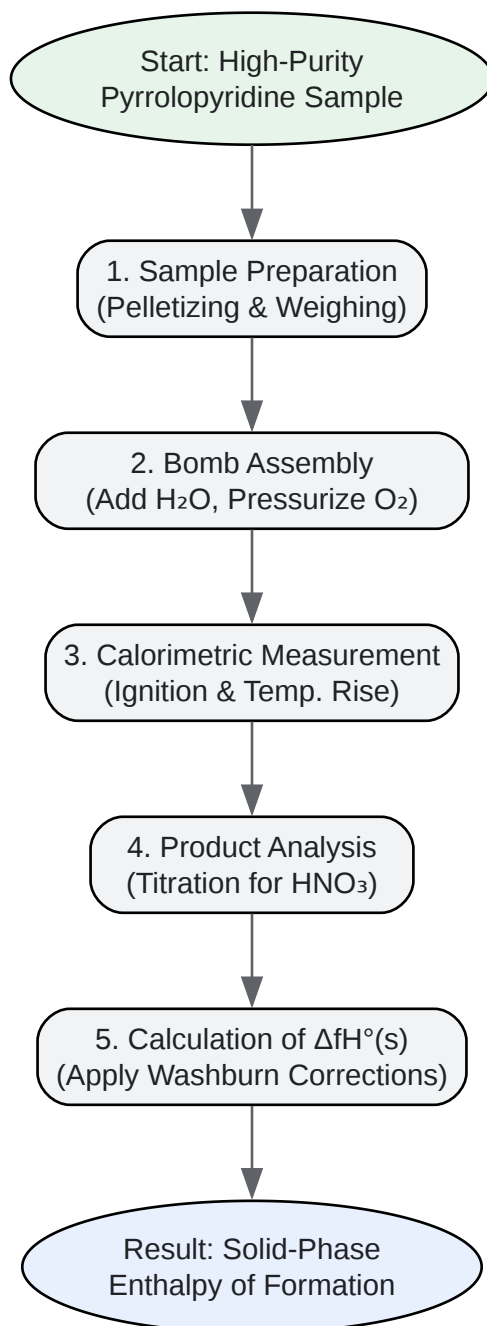 Start: High-Purity
Pyrrolopyridine Sample
1. Sample Preparation
(Pelletizing & Weighing)
2. Bomb Assembly
(Add H₂O, Pressurize O₂)
3. Calorimetric Measurement
(Ignition & Temp. Rise)
4. Product Analysis
(Titration for HNO₃)
5. Calculation of ΔfH°(s)
(Apply Washburn Corrections)
Result: Solid-Phase
Enthalpy of Formation